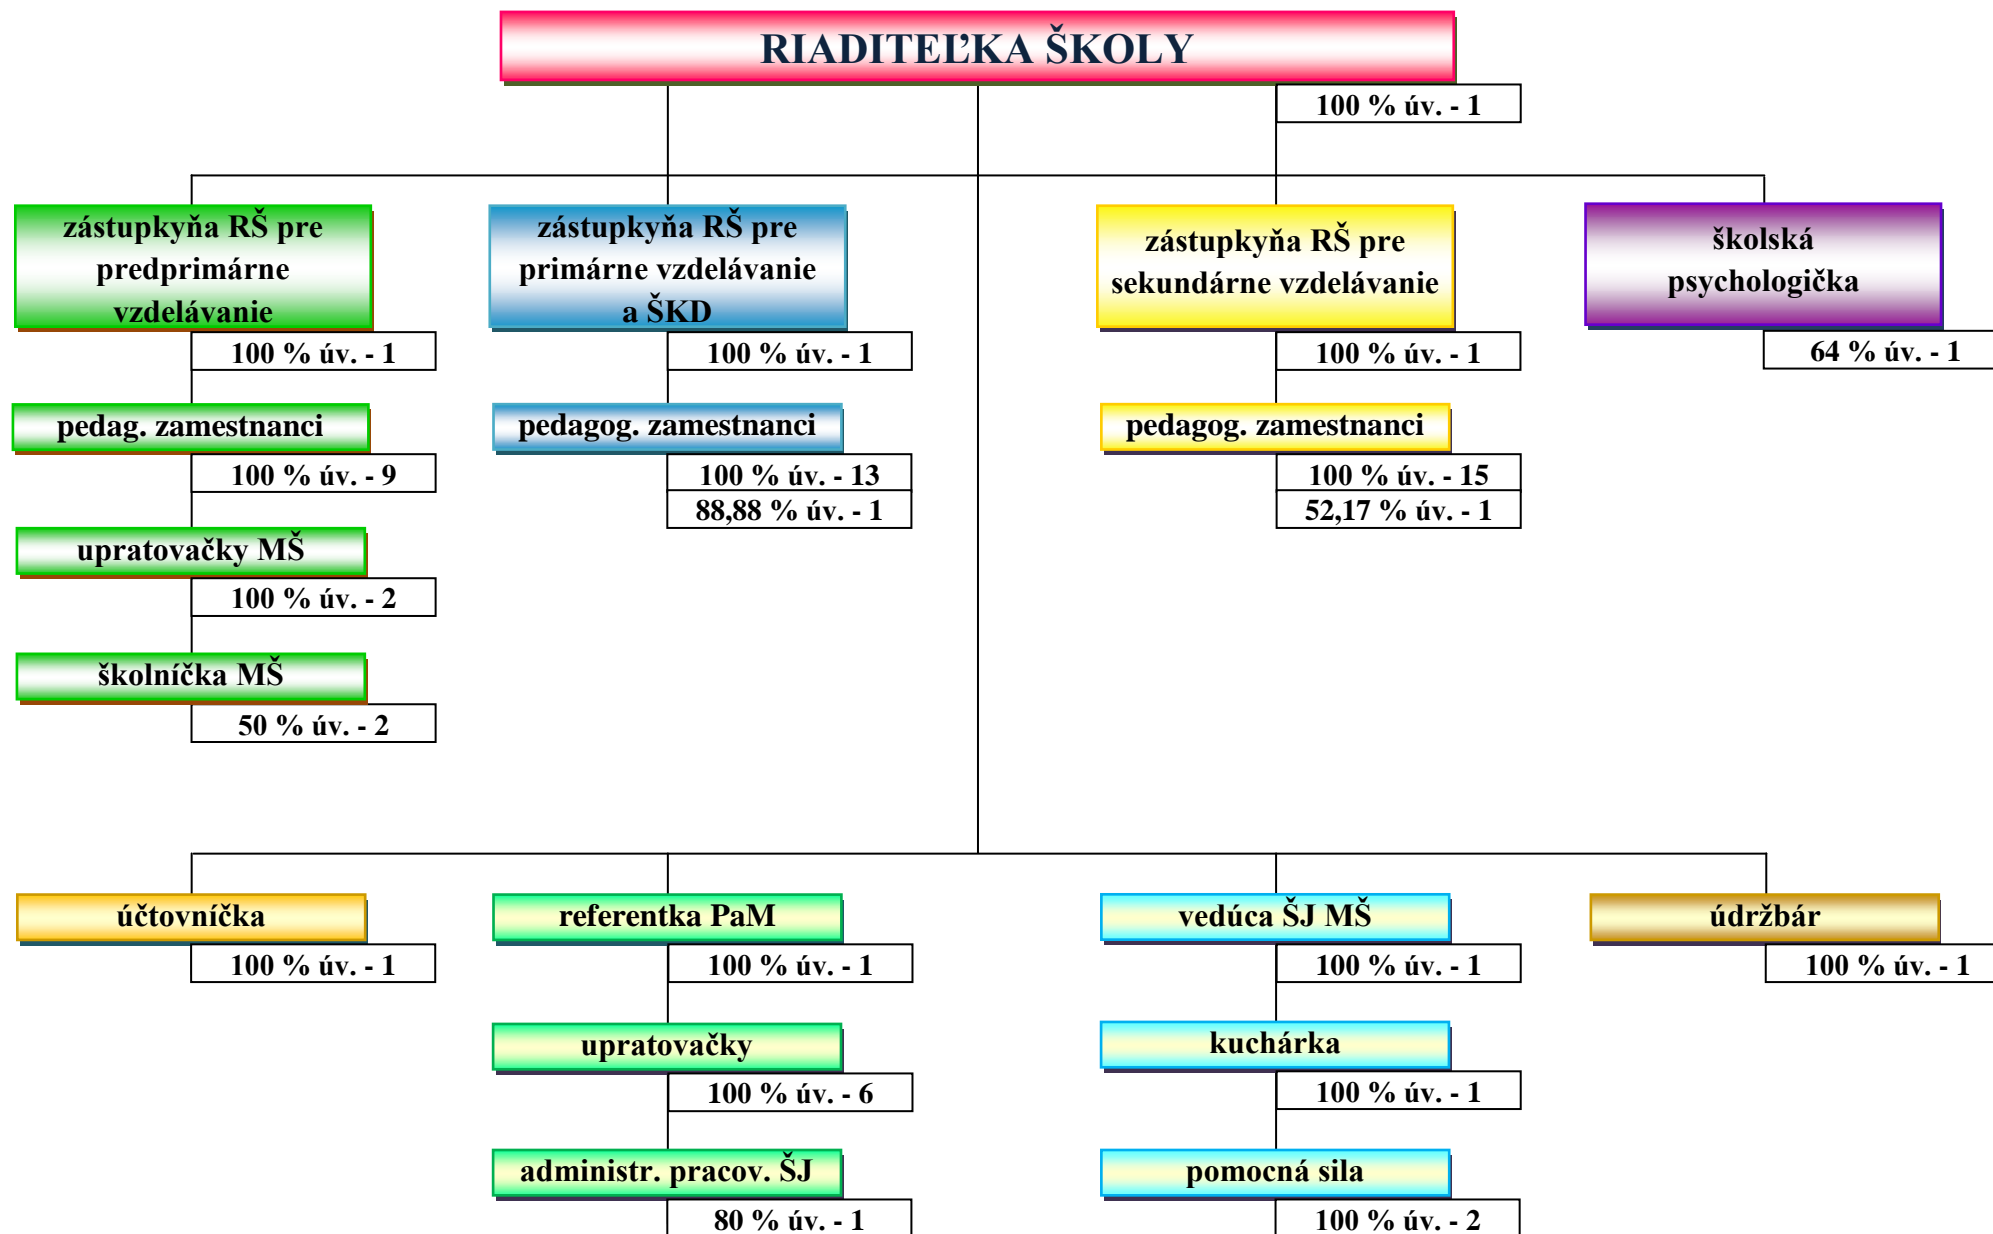 RIADITEĽKA ŠKOLY
100 % úv. - 1
zástupkyňa RŠ pre
predprimárne
vzdelávanie
100 % úv. - 1
pedag. zamestnanci
100 % úv. - 9
upratovačky MŠ
100 % úv. - 2
školníčka MŠ
50 % úv. - 2
zástupkyňa RŠ pre
primárne vzdelávanie
a ŠKD
100 % úv. - 1
pedagog. zamestnanci
100 % úv. - 13
88,88 % úv. - 1
zástupkyňa RŠ pre
sekundárne vzdelávanie
100 % úv. - 1
pedagog. zamestnanci
100 % úv. - 15
52,17 % úv. - 1
školská
psychologička
64 % úv. - 1
účtovníčka
100 % úv. - 1
referentka PaM
100 % úv. - 1
upratovačky
100 % úv. - 6
administr. pracov. ŠJ
80 % úv. - 1
vedúca ŠJ MŠ
100 % úv. - 1
kuchárka
100 % úv. - 1
pomocná sila
100 % úv. - 2
údržbár
100 % úv. - 1